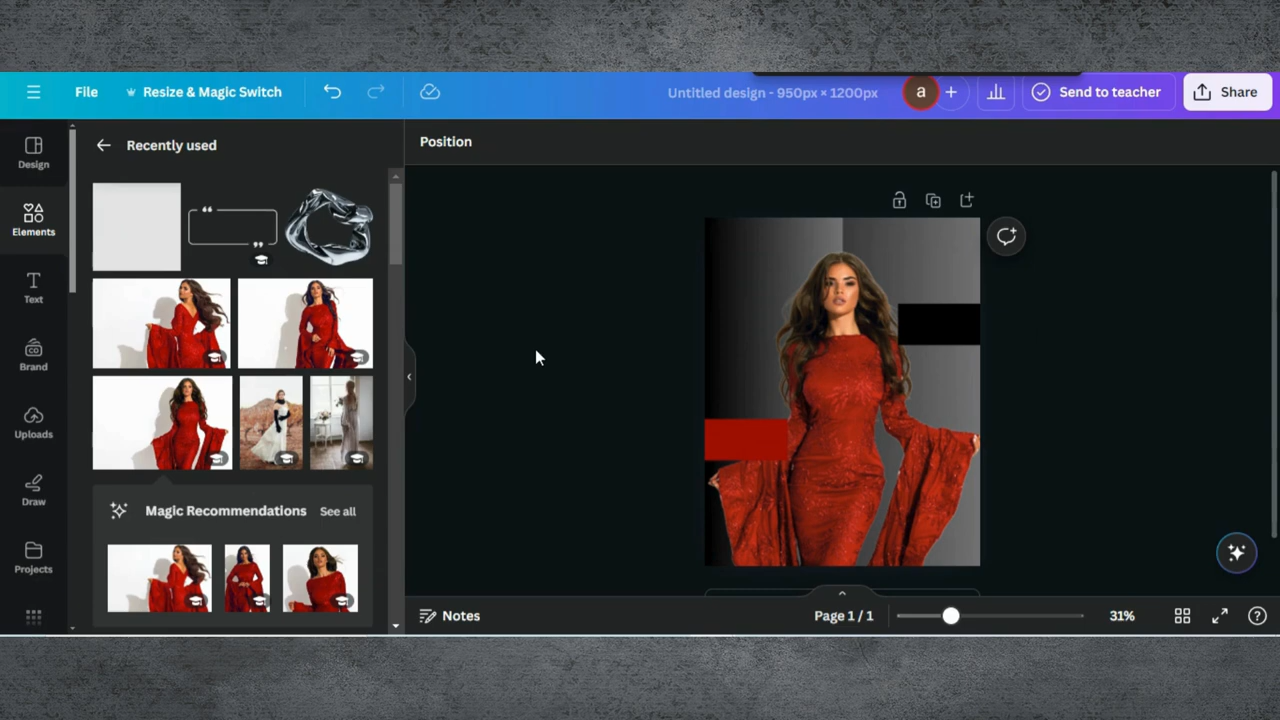 File
Resize & Magic Switch
Untitled design - 950px × 1200px
a
Send to teacher
Share
Design
Recently used
Position
Elements
Text
Brand
Uploads
Draw
Magic Recommendations
See all
Projects
Notes
Page 1 / 1
31%